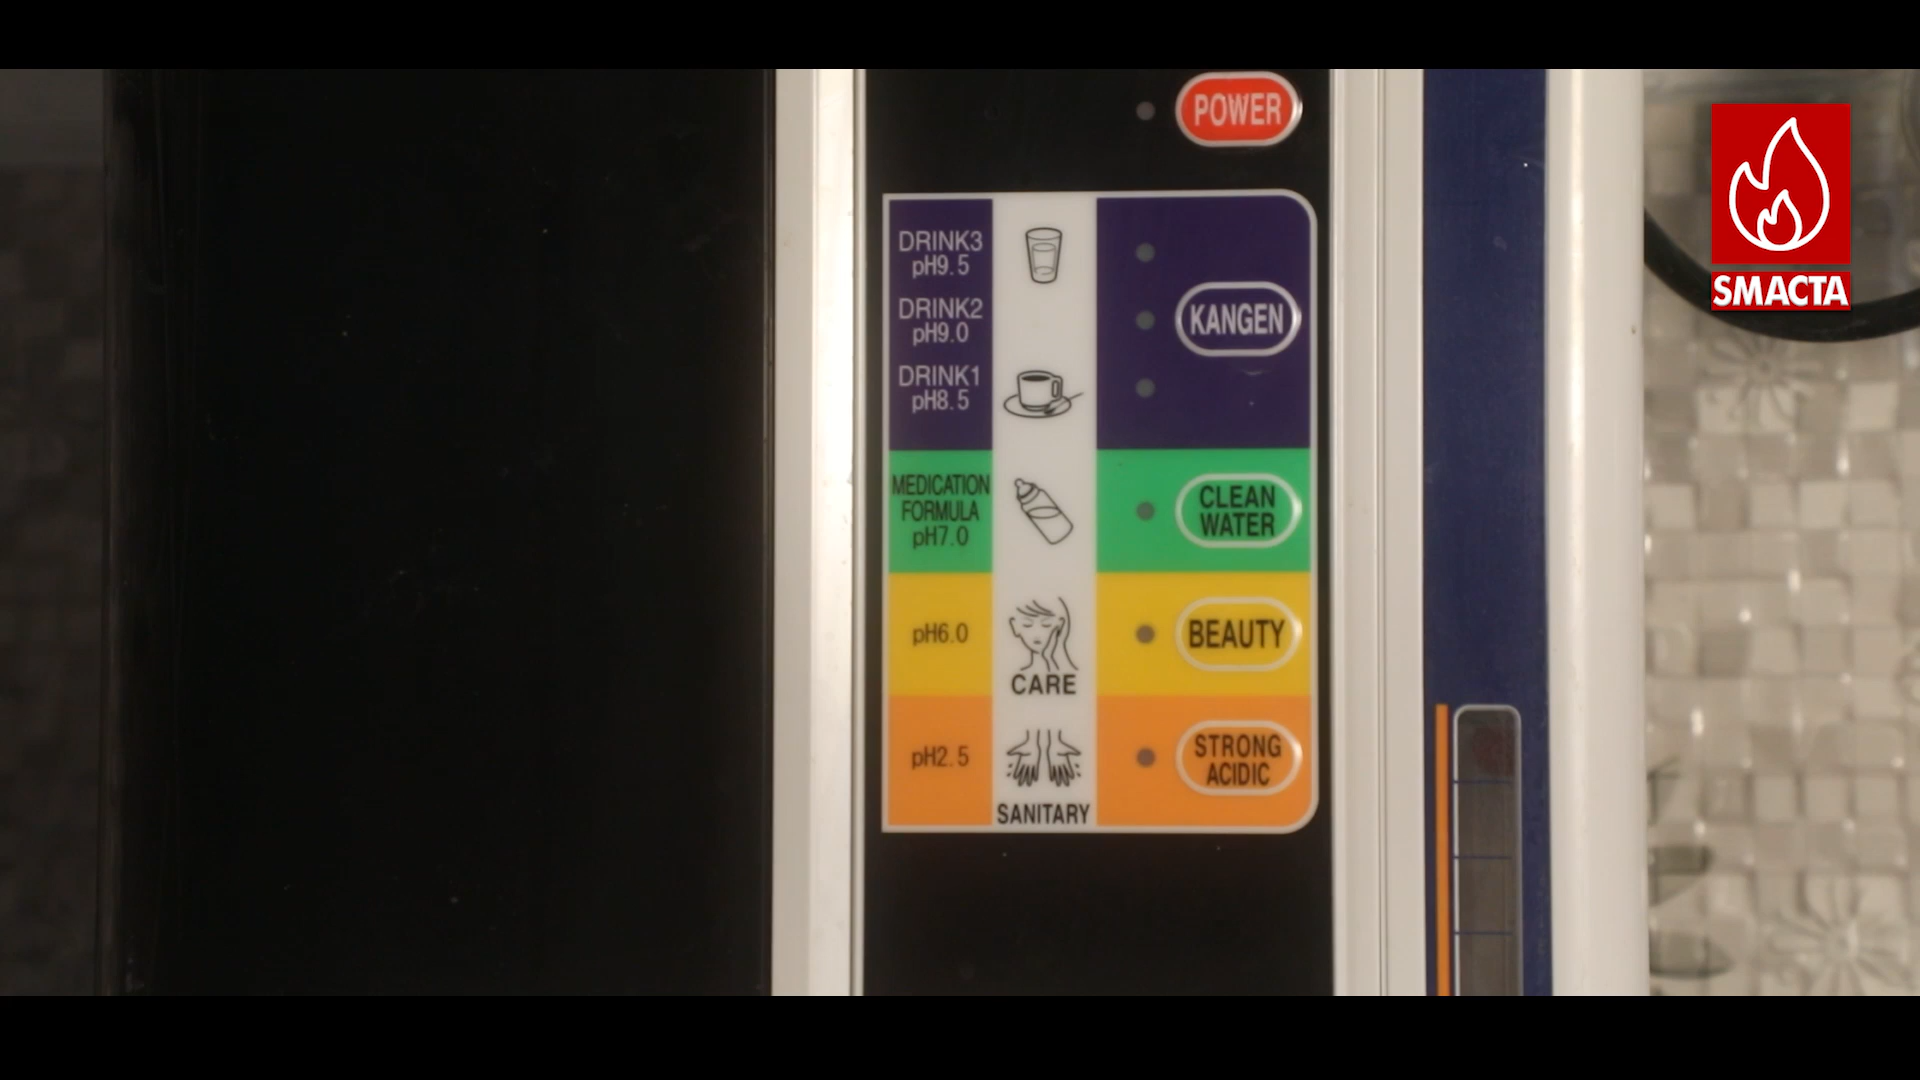 POWER
DRINK3
pH9.5
DRINK2
pH9.0
KANGEN
DRINK1
pH8.5
MEDICATION
FORMULA
pH7.0
CLEAN
WATER
pH6.0
CARE
BEAUTY
pH2.5
SANITARY
STRONG
ACIDIC
SMACTA